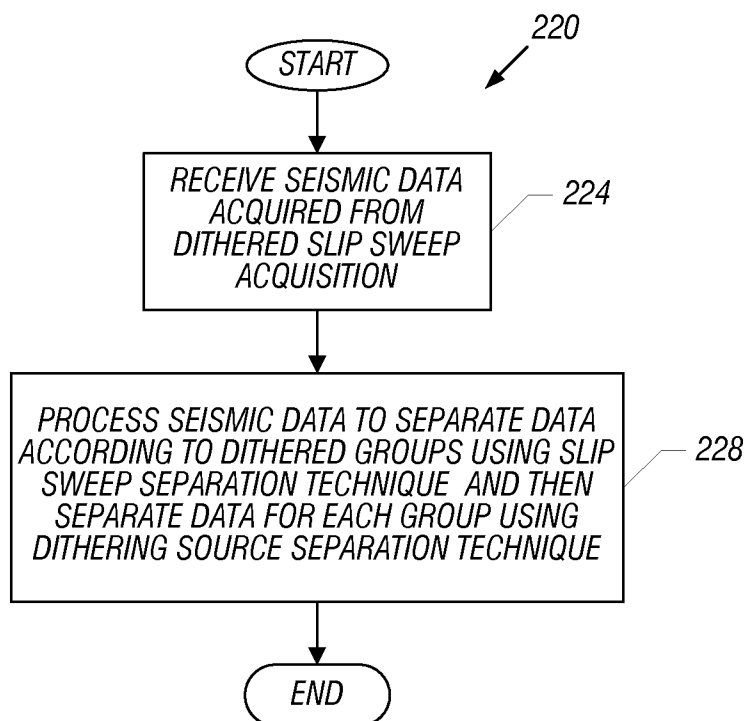 220
START
RECEIVE SEISMIC DATA
ACQUIRED FROM
DITHERED SLIP SWEEP
ACQUISITION
224
PROCESS SEISMIC DATA TO SEPARATE DATA
ACCORDING TO DITHERED GROUPS USING SLIP
SWEEP SEPARATION TECHNIQUE AND THEN
SEPARATE DATA FOR EACH GROUP USING
DITHERING SOURCE SEPARATION TECHNIQUE
228
END